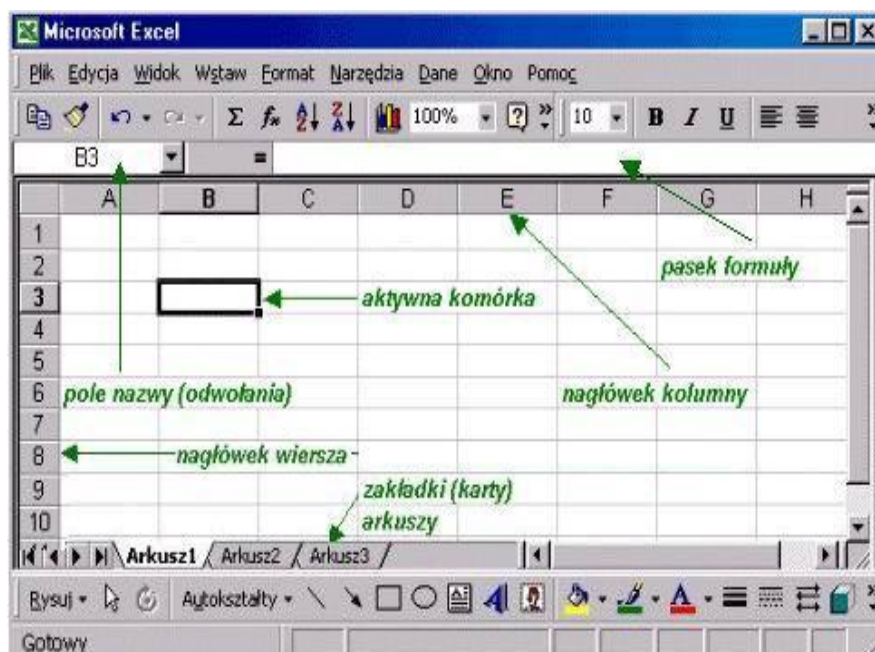 Microsoft Excel
Plik Edycja Widok Wstaw Format Narzędzia Dane Okno Pomoc
Σ fx A Z Z A 100% ? » 10 B I U »
B3 =
A B C D E F G H
1
2 pasek formuły
3 aktywna komórka
4
5
6 pole nazwy (odwołania) nagłówek kolumny
7
8 nagłówek wiersza
9 zakładki (karty)
10 arkuszy
Arkusz1 Arkusz2 Arkusz3
Rysuj Autokształty A A »
Gotowy